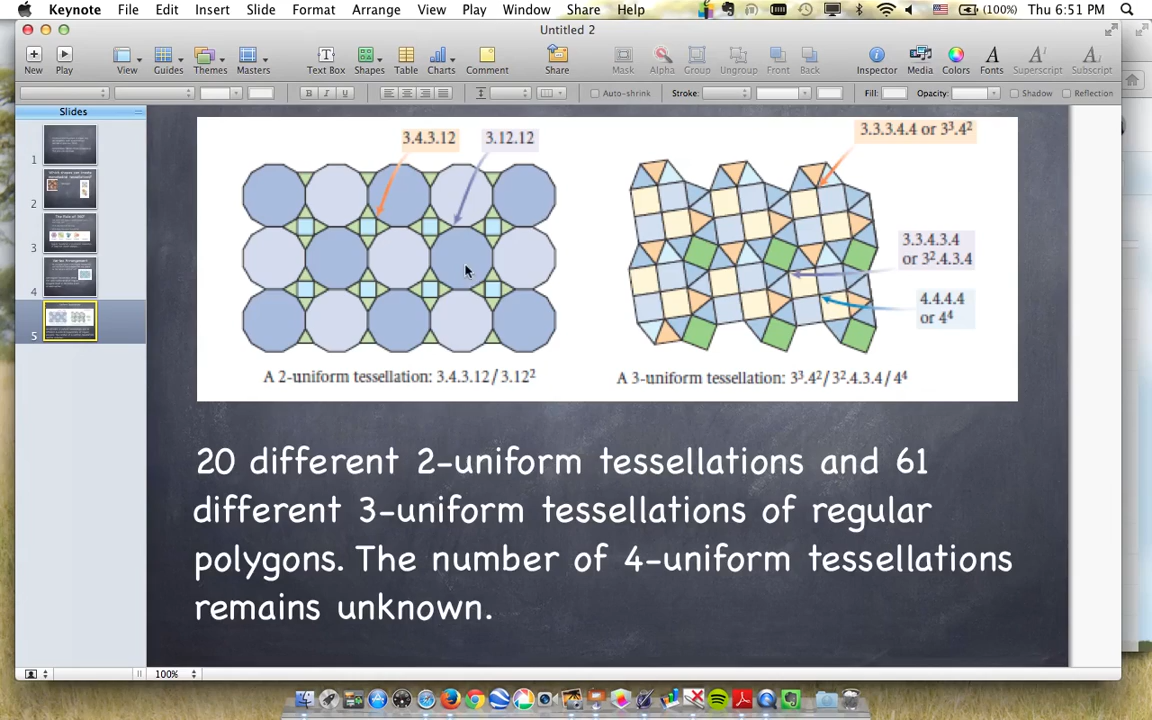 Keynote File Edit Insert Slide Format Arrange View Play Window Share Help (100%) Thu 6:51 PM
Untitled 2
New Play View Guides Themes Masters Text Box Shapes Table Charts Comment Share Mask Alpha Group Ungroup Front Back Inspector Media Colors Fonts Superscript Subscript
B I U Auto-shrink Stroke: Fill: Opacity: Shadow Reflection
Slides
1
2
3
4
5
3.4.3.12
3.12.12
A 2-uniform tessellation: 3.4.3.12/3.12²
3.3.3.4.4 or 3³.4²
3.3.4.3.4
or 3².4.3.4
4.4.4.4
or 4⁴
A 3-uniform tessellation: 3³.4²/3².4.3.4/4⁴
20 different 2-uniform tessellations and 61
different 3-uniform tessellations of regular
polygons. The number of 4-uniform tessellations
remains unknown.
100%